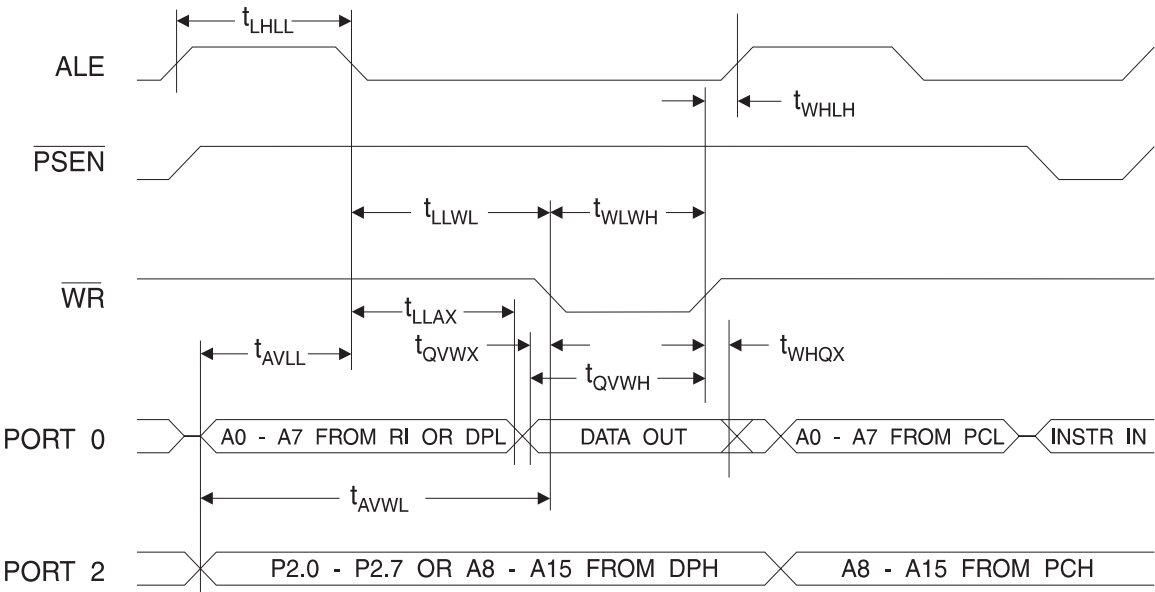 tLHLL
ALE
tWHLH
PSEN
tLLWL
tWLWH
WR
tLLAX
tQVWX
tWHQX
tAVLL
tQVWH
PORT 0
A0 - A7 FROM RI OR DPL
DATA OUT
A0 - A7 FROM PCL
INSTR IN
tAVWL
PORT 2
P2.0 - P2.7 OR A8 - A15 FROM DPH
A8 - A15 FROM PCH